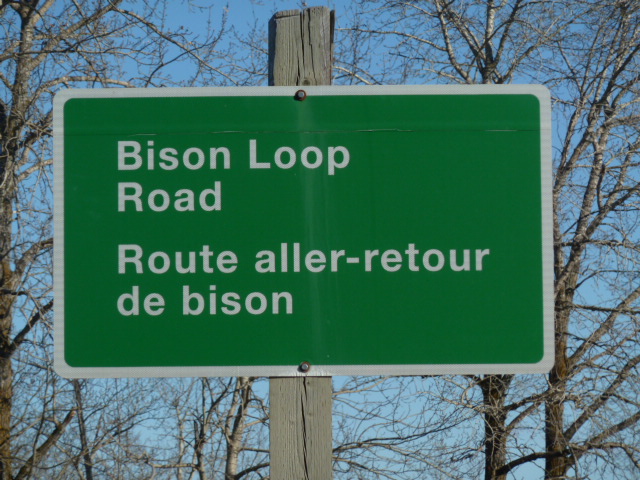 Bison Loop
Road
Route aller-retour
de bison